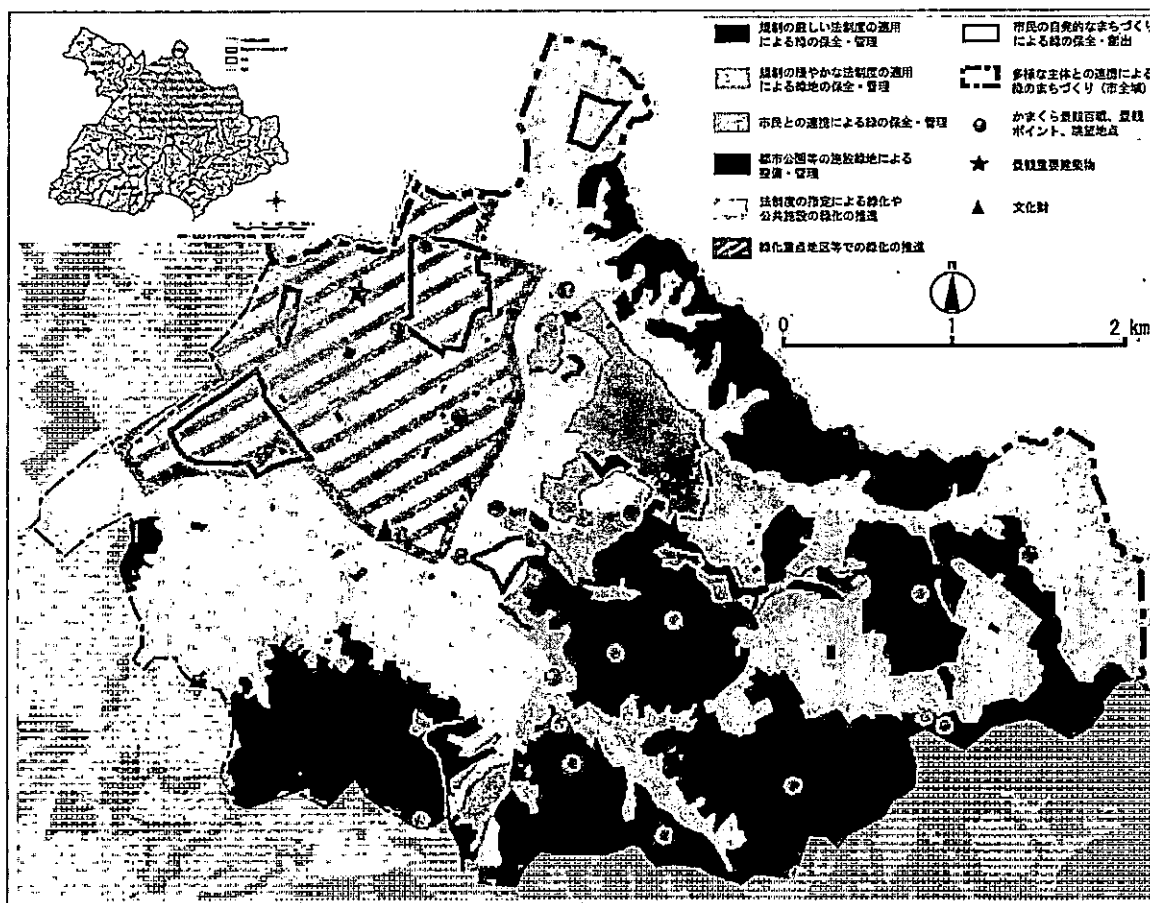 規制の厳しい法制度の適用
による緑の保全・管理
規制の穏やかな法制度の適用
による緑地の保全・管理
市民との連携による緑の保全・管理
都市公園等の施設緑地による
整備・管理
法制度の指定による緑化や
公共施設の緑化の推進
緑化重点地区等での緑化の推進
市民の自発的なまちづくり
による緑の保全・創出
多様な主体との連携による
緑のまちづくり（市全域）
かまくら景観百選、景観
ポイント、眺望地点
景観重要建築物
文化財
N
0 1 2 km